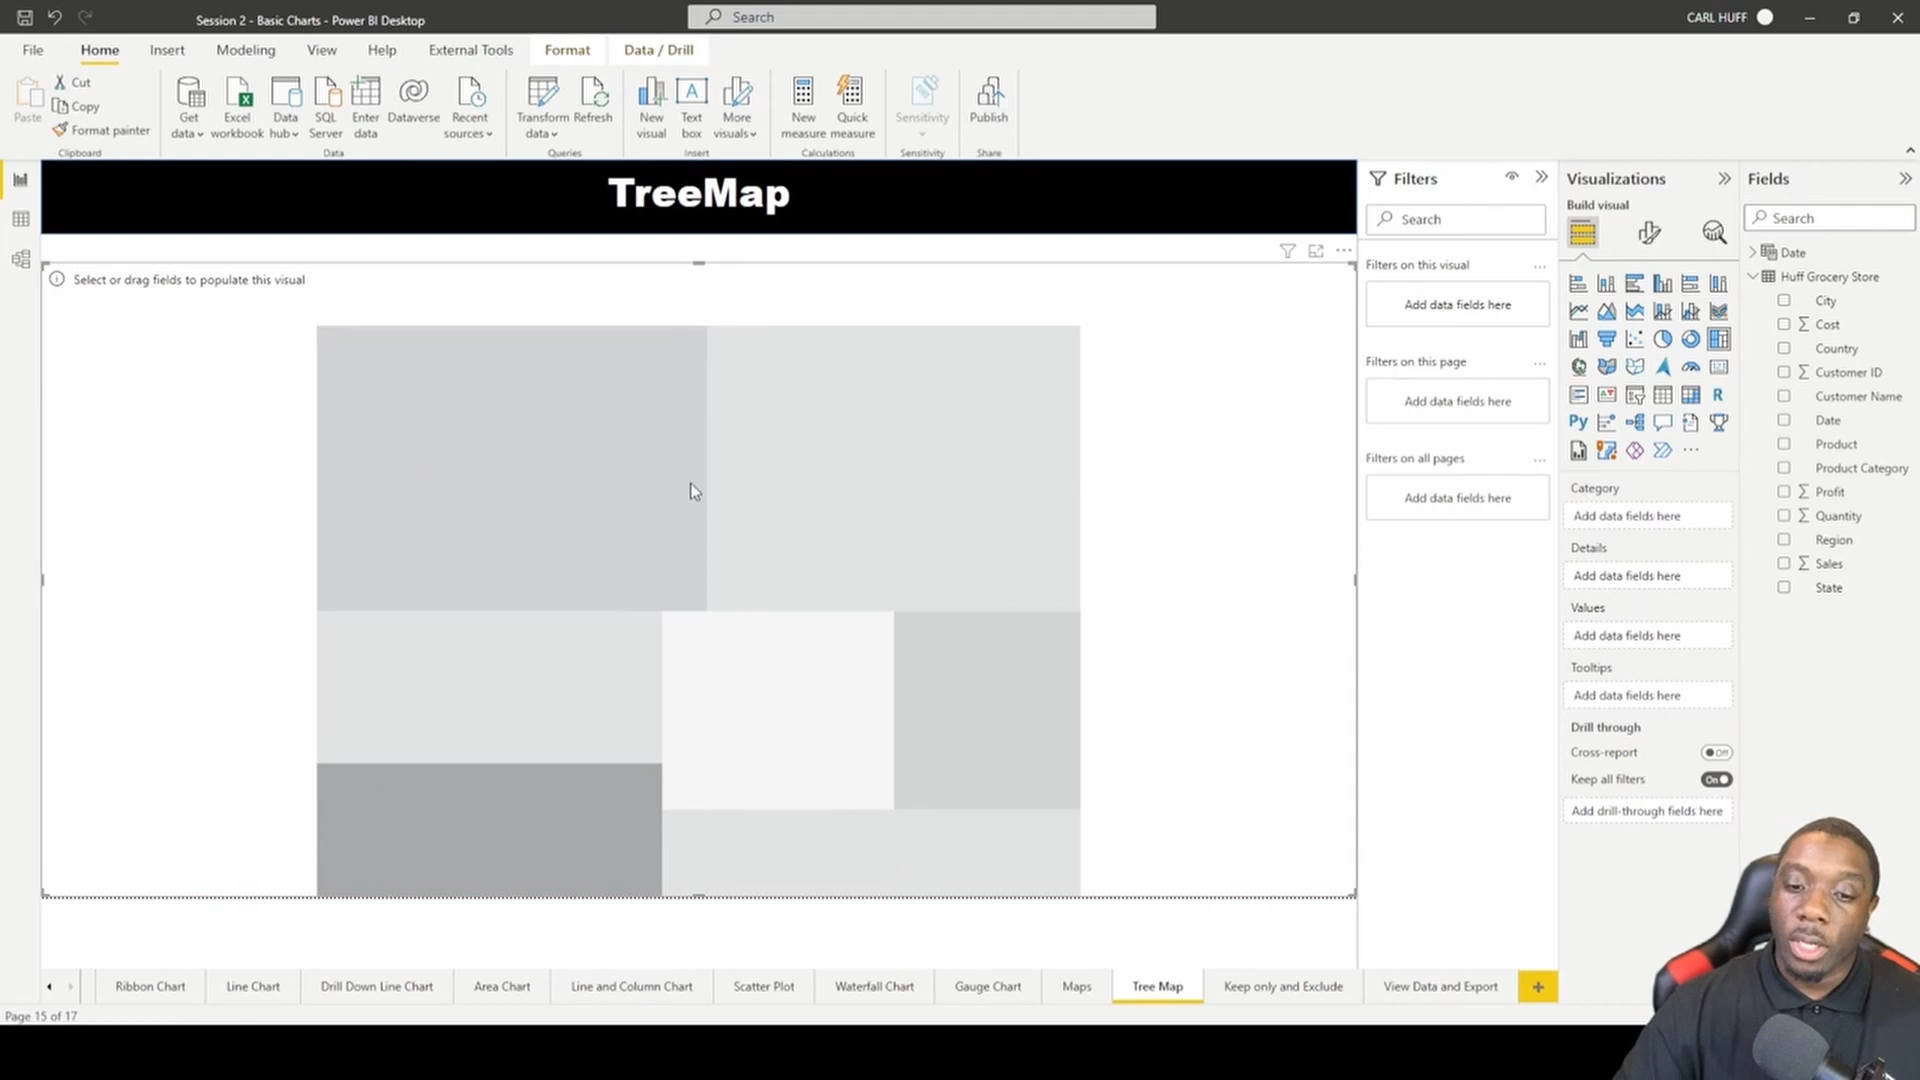 Session 2 - Basic Charts - Power BI Desktop
Search
CARL HUFF
File
Home
Insert
Modeling
View
Help
External Tools
Format
Data / Drill
Paste
Cut
Copy
Format painter
Clipboard
Get data
Excel workbook
Data hub
SQL Server
Enter data
Dataverse
Recent sources
Data
Transform data
Refresh
Queries
New visual
Text box
More visuals
Insert
New measure
Quick measure
Calculations
Sensitivity
Sensitivity
Publish
Share
TreeMap
Select or drag fields to populate this visual
Filters
Search
Filters on this visual
...
Add data fields here
Filters on this page
...
Add data fields here
Filters on all pages
...
Add data fields here
Visualizations
Build visual
R
Py
...
Category
Add data fields here
Details
Add data fields here
Values
Add data fields here
Tooltips
Add data fields here
Drill through
Cross-report
Off
Keep all filters
On
Add drill-through fields here
Fields
Search
Date
Huff Grocery Store
City
Σ Cost
Country
Σ Customer ID
Customer Name
Date
Product
Product Category
Σ Profit
Σ Quantity
Region
Σ Sales
State
Ribbon Chart
Line Chart
Drill Down Line Chart
Area Chart
Line and Column Chart
Scatter Plot
Waterfall Chart
Gauge Chart
Maps
Tree Map
Keep only and Exclude
View Data and Export
+
Page 15 of 17